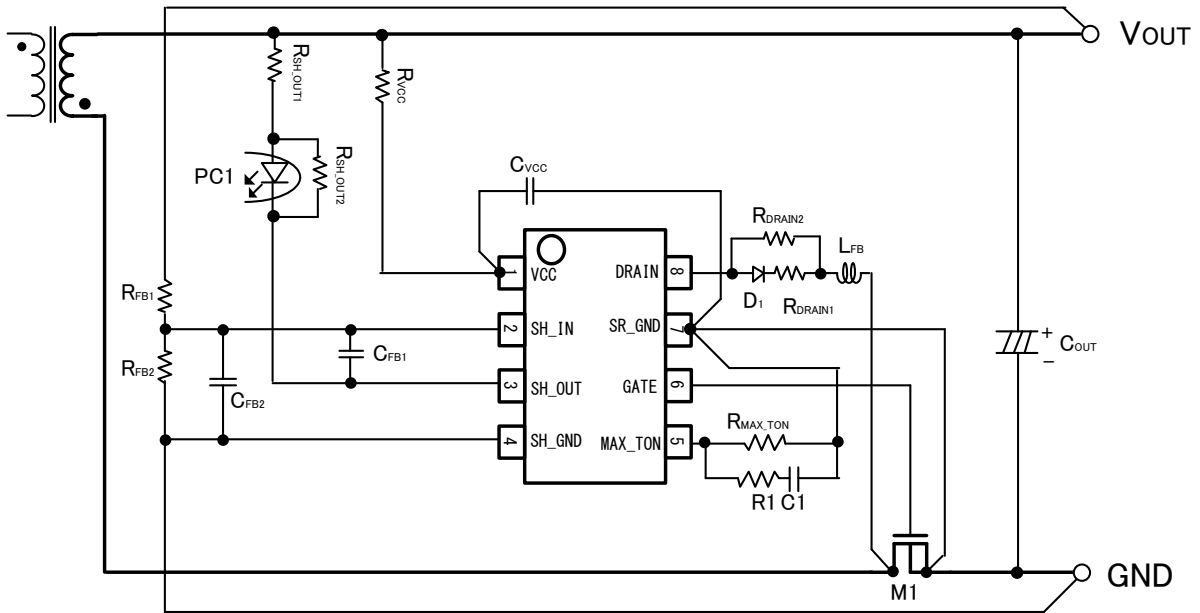 VOUT
RSH_OUT1
RVCC
PC1
RSH_OUT2
CVCC
RDRAIN2
LFB
1
VCC
DRAIN
8
D1
RDRAIN1
RFB1
2
SH_IN
SR_GND
7
+
COUT
−
CFB1
RFB2
CFB2
3
SH_OUT
GATE
6
RMAX_TON
4
SH_GND
MAX_TON
5
R1 C1
M1
GND